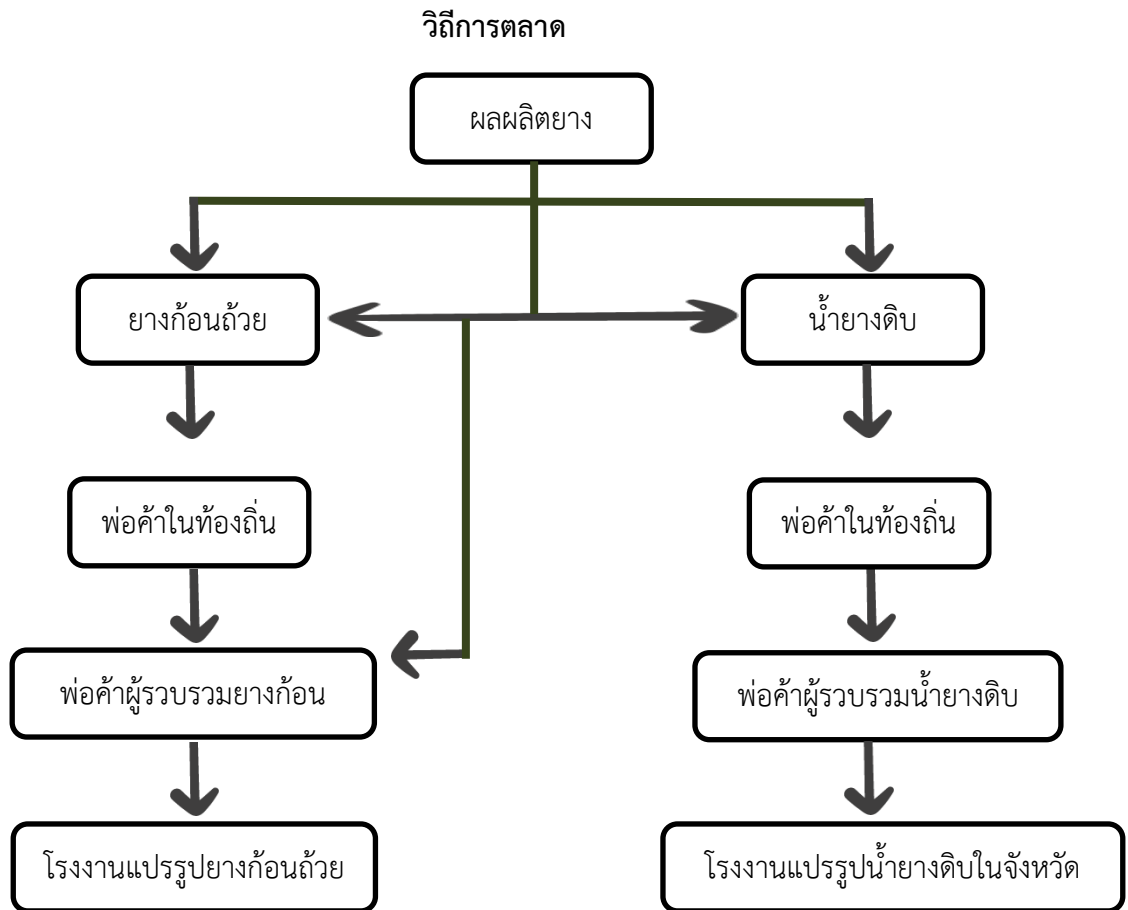 วิถีการตลาด
ผลผลิตยาง
ยางก้อนถ้วย
น้ำยางดิบ
พ่อค้าในท้องถิ่น
พ่อค้าในท้องถิ่น
พ่อค้าผู้รวบรวมยางก้อน
พ่อค้าผู้รวบรวมน้ำยางดิบ
โรงงานแปรรูปยางก้อนถ้วย
โรงงานแปรรูปน้ำยางดิบในจังหวัด